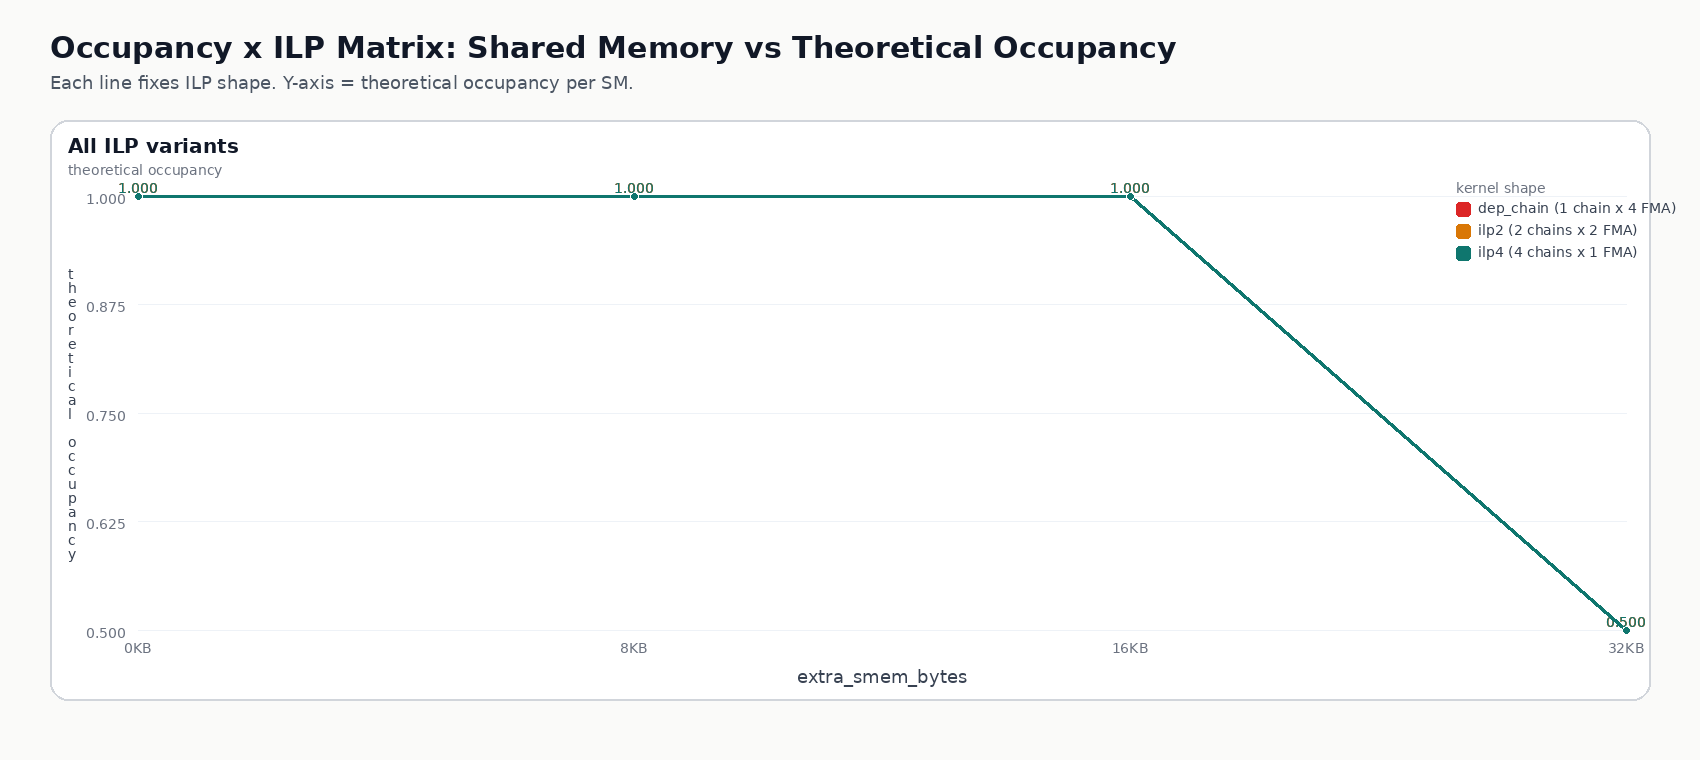 Occupancy x ILP Matrix: Shared Memory vs Theoretical Occupancy
Each line fixes ILP shape. Y-axis = theoretical occupancy per SM.
All ILP variants
theoretical occupancy
1.000
1.000
1.000
kernel shape
dep_chain (1 chain x 4 FMA)
ilp2 (2 chains x 2 FMA)
ilp4 (4 chains x 1 FMA)
theoretical occupancy
1.000
0.875
0.750
0.625
0.500
0.500
0KB
8KB
16KB
32KB
extra_smem_bytes